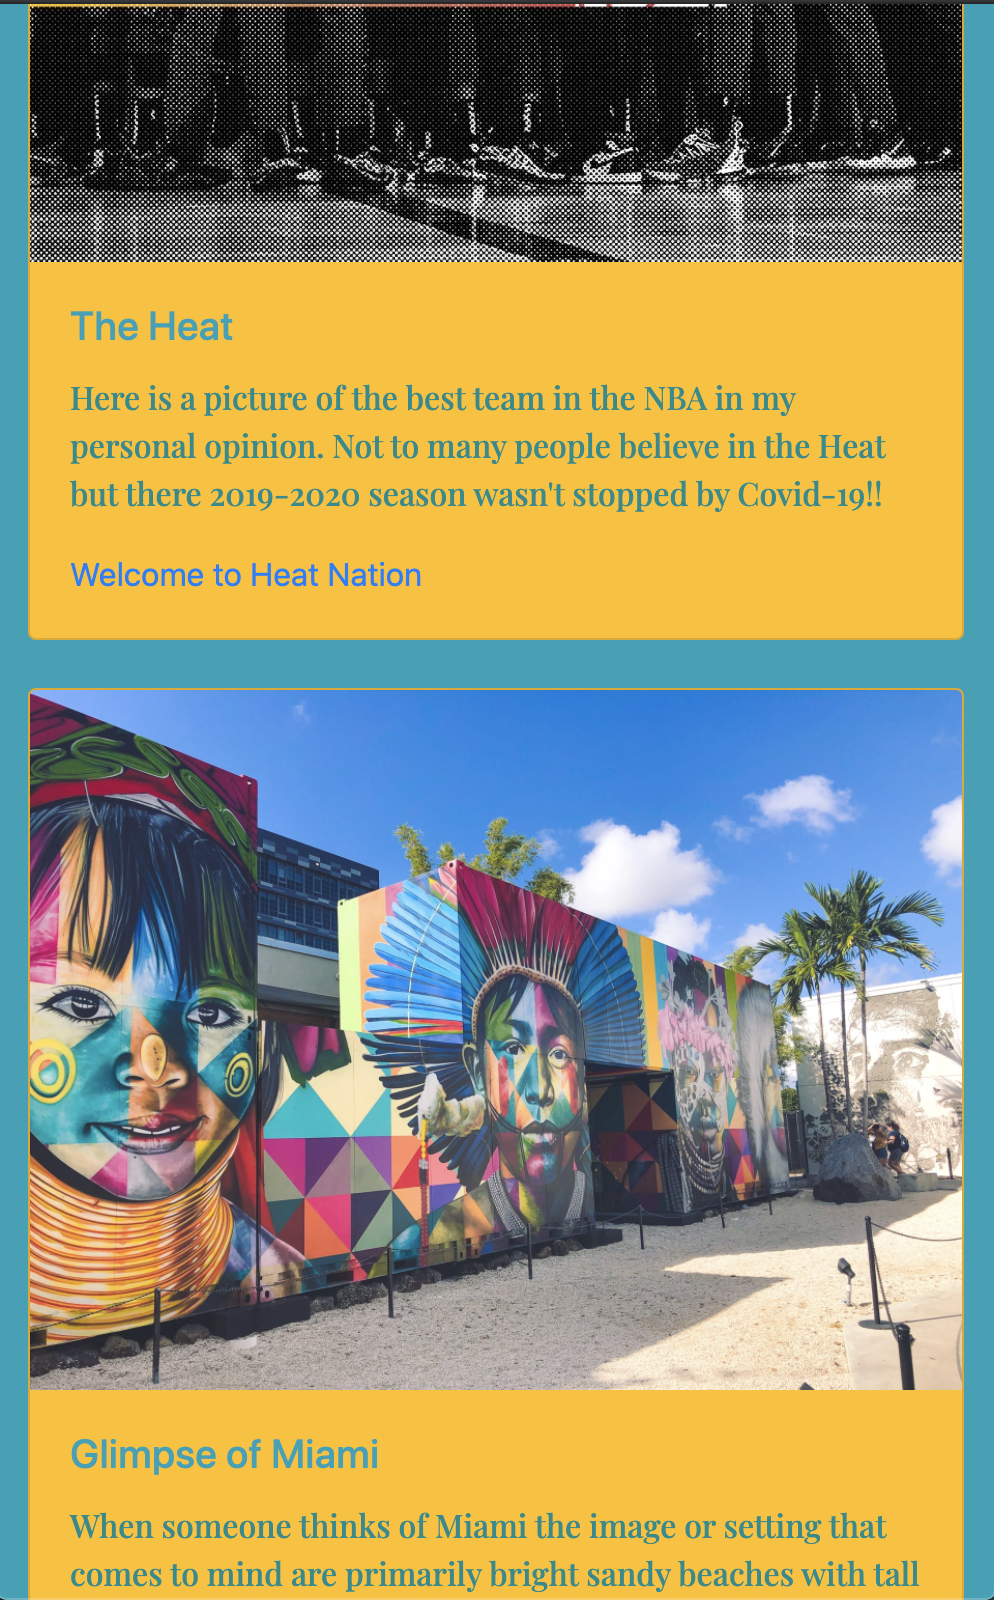 The Heat
Here is a picture of the best team in the NBA in my
personal opinion. Not to many people believe in the Heat
but there 2019-2020 season wasn't stopped by Covid-19!!
Welcome to Heat Nation
Glimpse of Miami
When someone thinks of Miami the image or setting that
comes to mind are primarily bright sandy beaches with tall